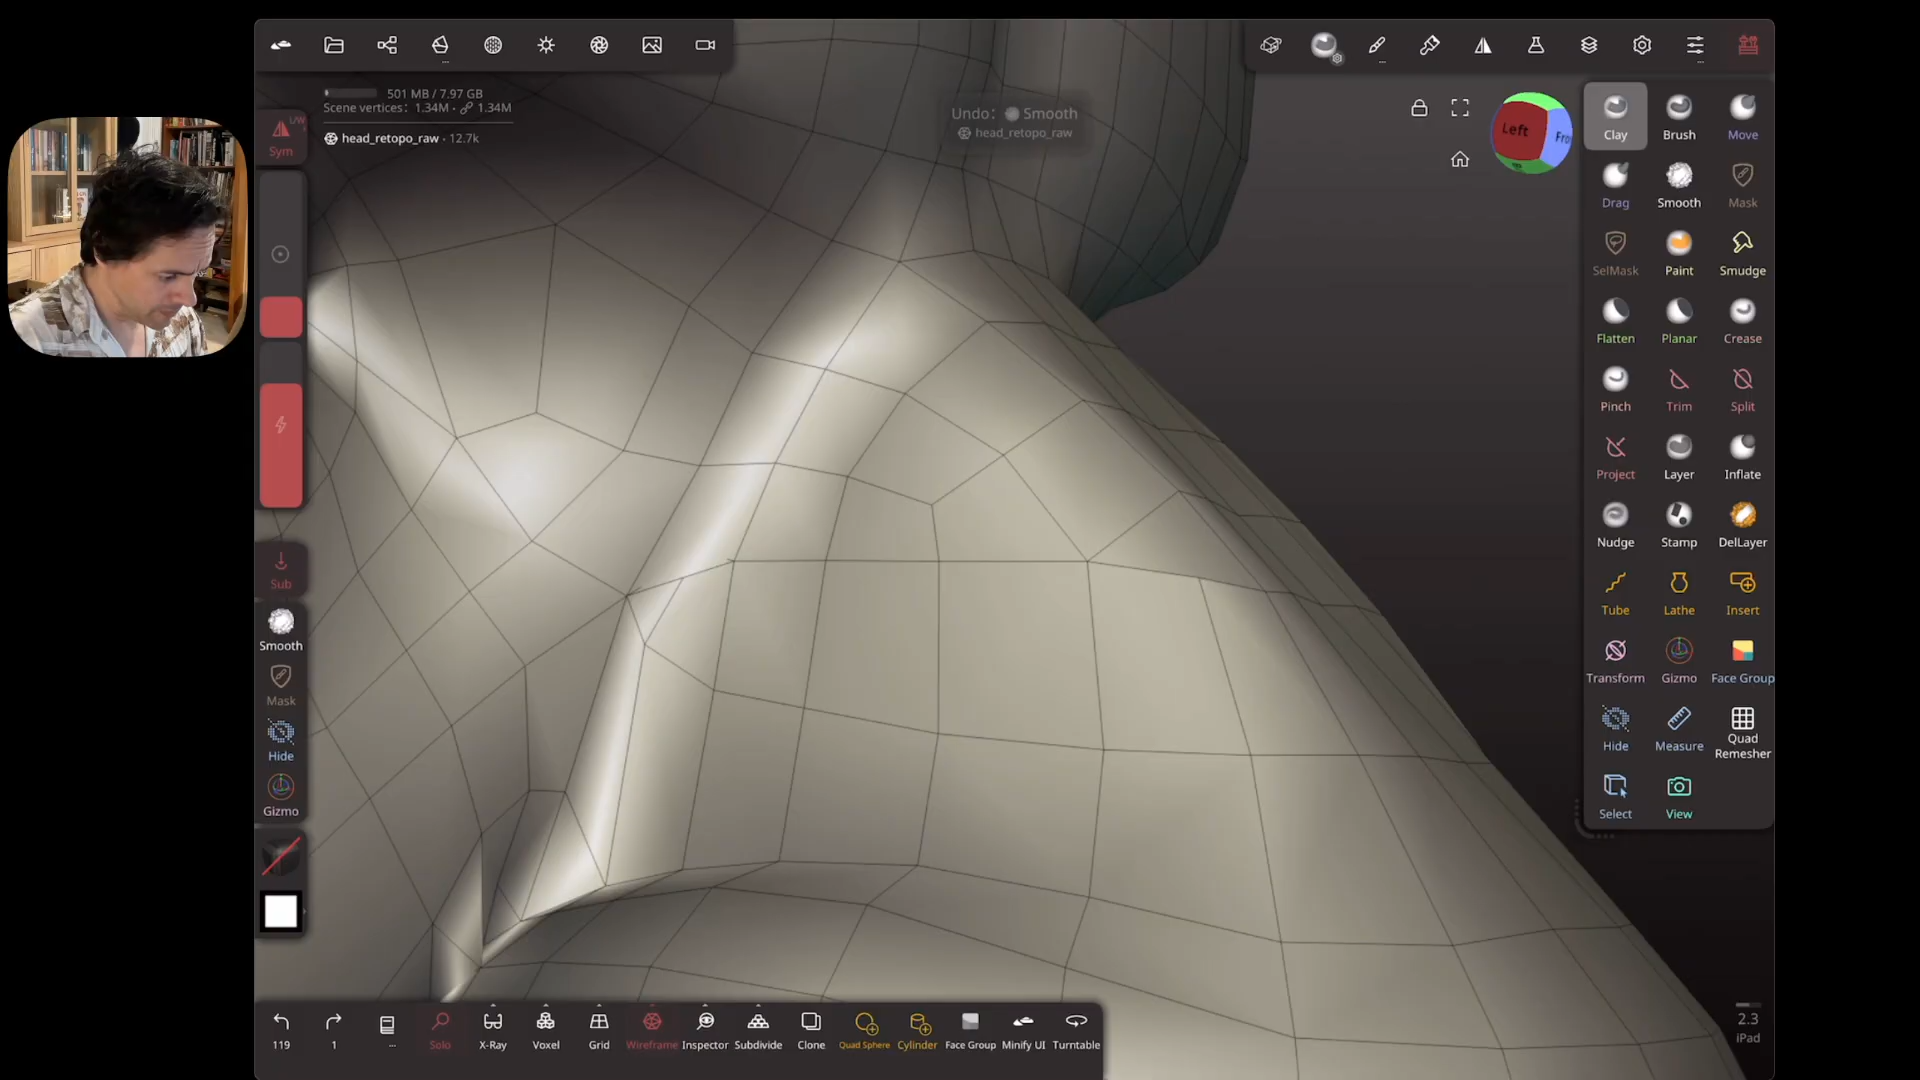 501 MB / 7.97 GB
Scene vertices: 1.34M · 1.34M
head_retopo_raw · 12.7k
Undo: Smooth
head_retopo_raw
L/W
Sym
Sub
Smooth
Mask
Hide
Gizmo
Left
Fro
Clay
Brush
Move
Drag
Smooth
Mask
SelMask
Paint
Smudge
Flatten
Planar
Crease
Pinch
Trim
Split
Project
Layer
Inflate
Nudge
Stamp
DelLayer
Tube
Lathe
Insert
Transform
Gizmo
Face Group
Hide
Measure
Quad
Remesher
Select
View
119
1
...
Solo
X-Ray
Voxel
Grid
Wireframe
Inspector
Subdivide
Clone
Quad Sphere
Cylinder
Face Group
Minify UI
Turntable
2.3
iPad